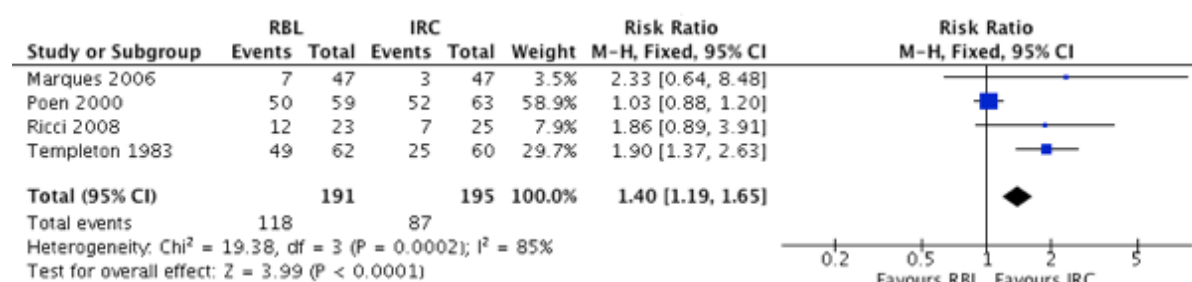 RBL IRC Risk Ratio Risk Ratio
Study or Subgroup Events Total Events Total Weight M-H, Fixed, 95% CI M-H, Fixed, 95% CI
Marques 2006 7 47 3 47 3.5% 2.33 [0.64, 8.48]
Poen 2000 50 59 52 63 58.9% 1.03 [0.88, 1.20]
Ricci 2008 12 23 7 25 7.9% 1.86 [0.89, 3.91]
Templeton 1983 49 62 25 60 29.7% 1.90 [1.37, 2.63]
Total (95% CI) 191 195 100.0% 1.40 [1.19, 1.65]
Total events 118 87
Heterogeneity: Chi² = 19.38, df = 3 (P = 0.0002); I² = 85%
Test for overall effect: Z = 3.99 (P < 0.0001)
0.2 0.5 1 2 5
Favours RBL Favours IRC